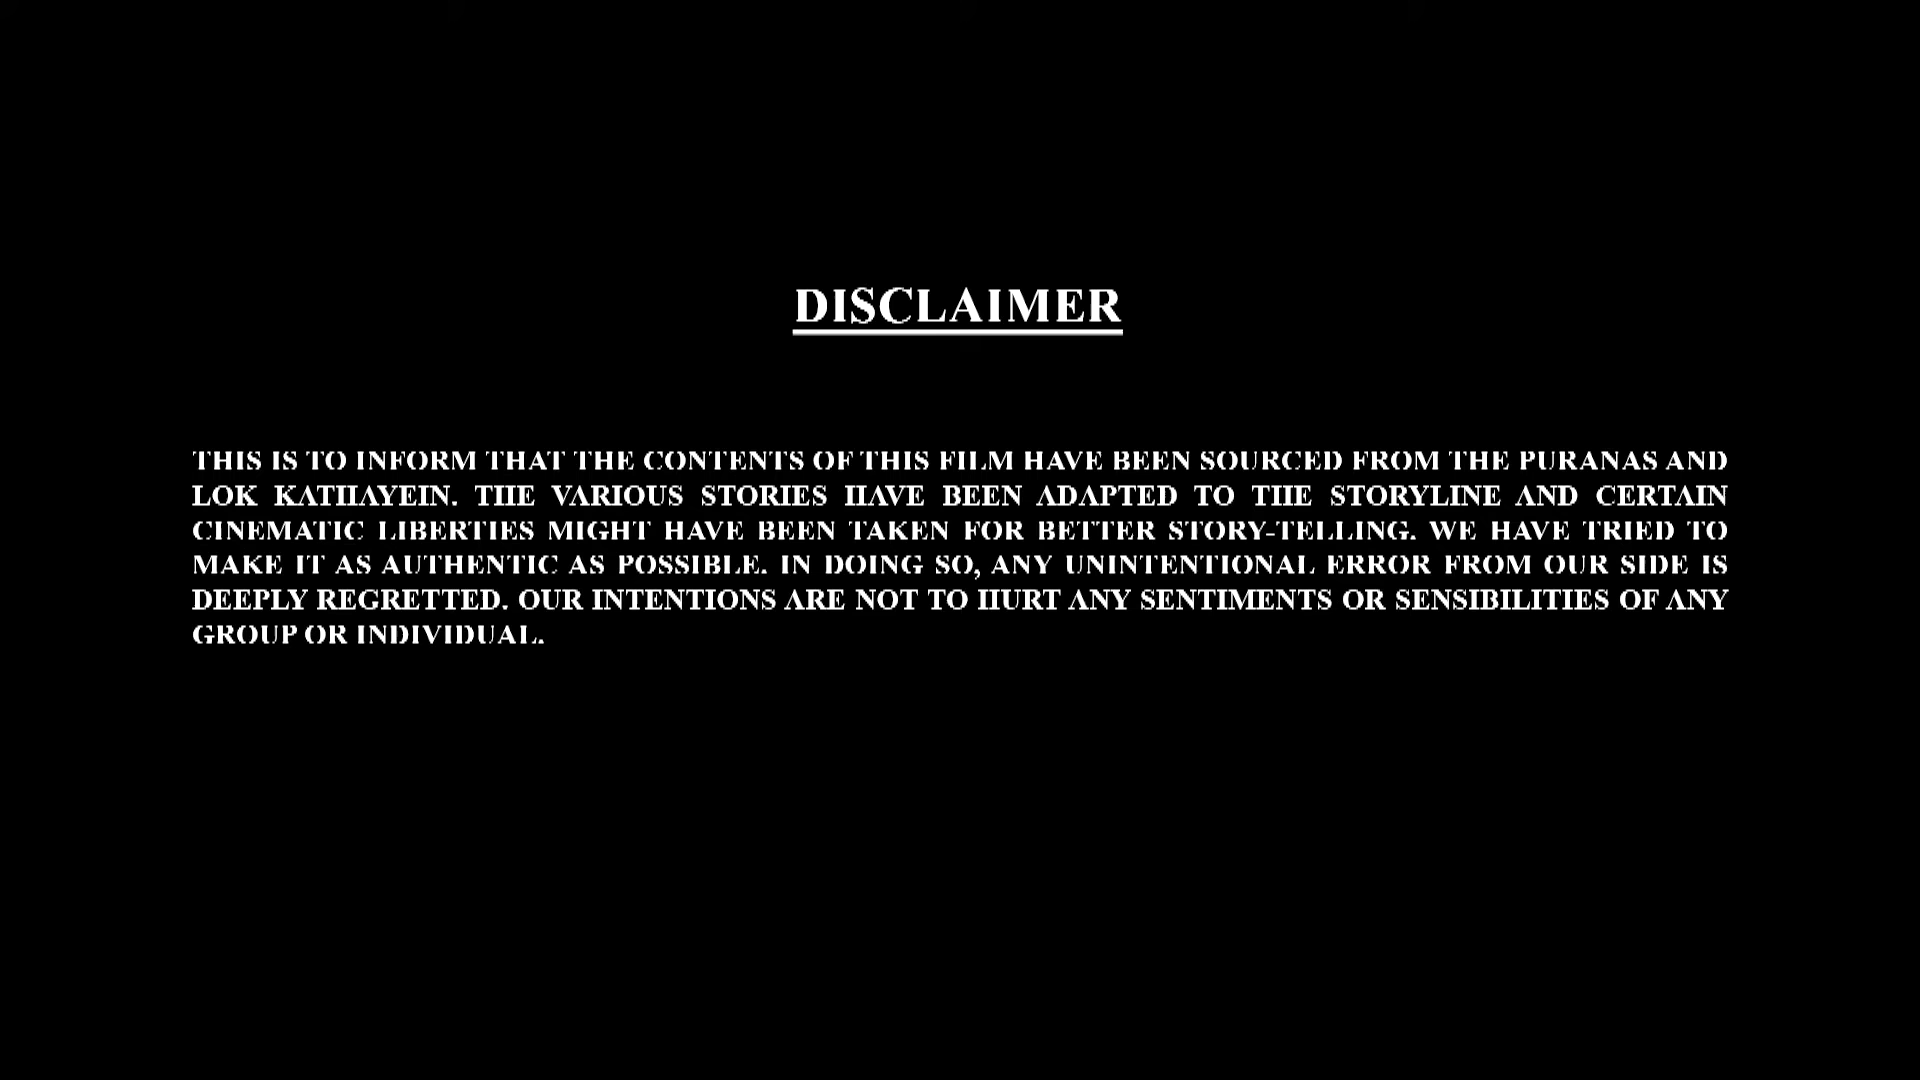 DISCLAIMER
THIS IS TO INFORM THAT THE CONTENTS OF THIS FILM HAVE BEEN SOURCED FROM THE PURANAS AND
LOK KATHAYEIN. THE VARIOUS STORIES HAVE BEEN ADAPTED TO THE STORYLINE AND CERTAIN
CINEMATIC LIBERTIES MIGHT HAVE BEEN TAKEN FOR BETTER STORY-TELLING. WE HAVE TRIED TO
MAKE IT AS AUTHENTIC AS POSSIBLE. IN DOING SO, ANY UNINTENTIONAL ERROR FROM OUR SIDE IS
DEEPLY REGRETTED. OUR INTENTIONS ARE NOT TO HURT ANY SENTIMENTS OR SENSIBILITIES OF ANY
GROUP OR INDIVIDUAL.